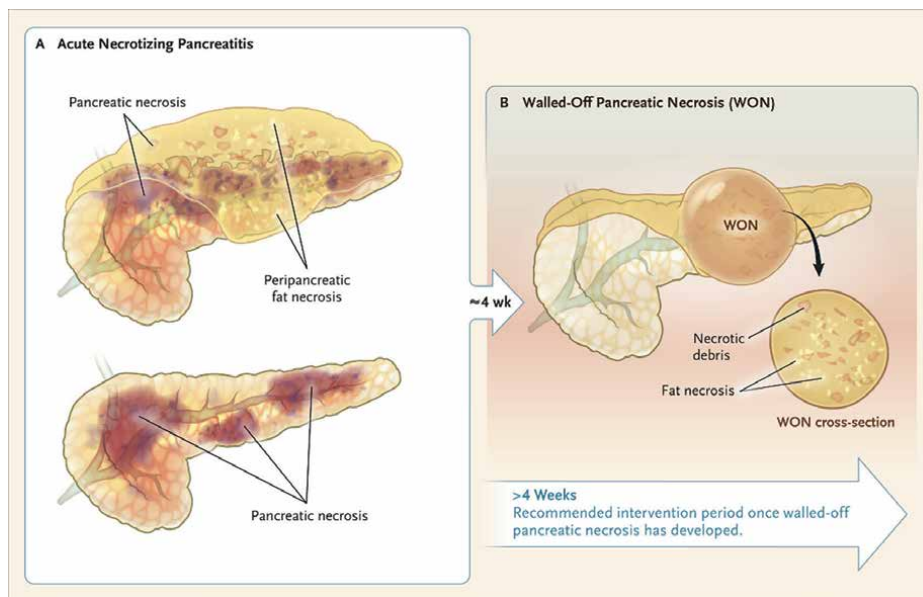 A Acute Necrotizing Pancreatitis
Pancreatic necrosis
Peripancreatic
fat necrosis
Pancreatic necrosis
≈4 wk
B Walled-Off Pancreatic Necrosis (WON)
WON
Necrotic
debris
Fat necrosis
WON cross-section
>4 Weeks
Recommended intervention period once walled-off
pancreatic necrosis has developed.